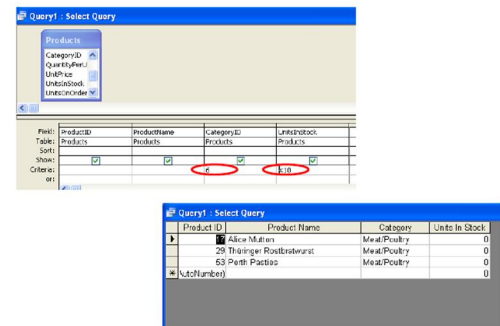 Query1 : Select Query
Products
CategoryID
QuantityPerU
UnitPrice
UnitsInStock
UnitsOnOrder
Field: ProductID ProductName CategoryID UnitsInStock
Table: Products Products Products Products
Sort:
Show:
Criteria: 6 <10
or:
Query1 : Select Query
Product ID Product Name Category Units In Stock
17 Alice Mutton Meat/Poultry 0
29 Thüringer Rostbratwurst Meat/Poultry 0
53 Perth Pasties Meat/Poultry 0
\utoNumber) 0